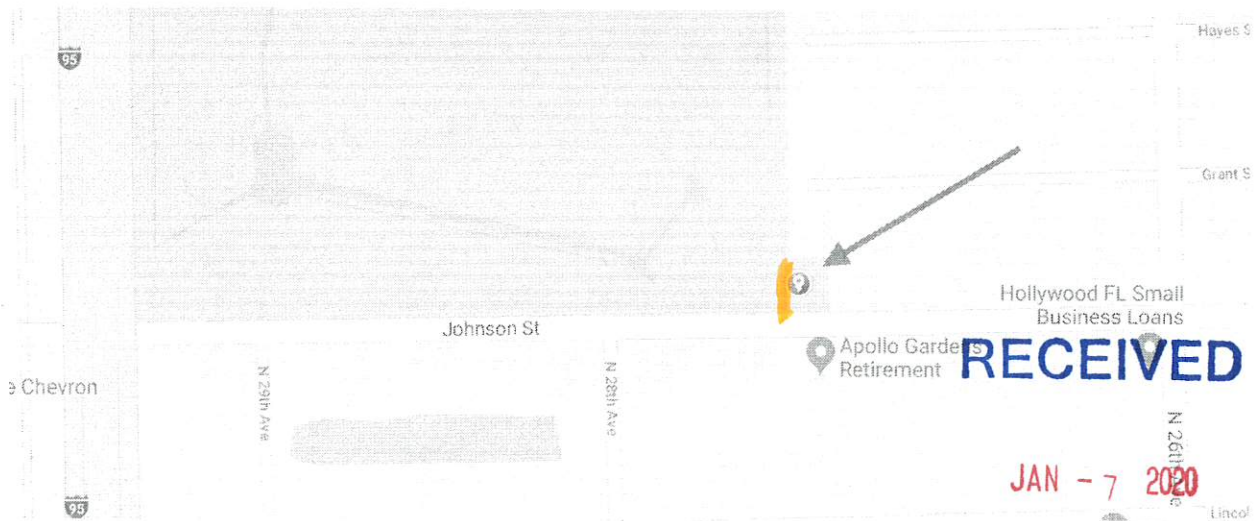 Hayes S
95
Grant S
Hollywood FL Small
Business Loans
Johnson St
Apollo Gardens
Retirement
RECEIVED
e Chevron
N 29th Ave
N 28th Ave
N 26th Ave
JAN - 7 2020
95
Lincol